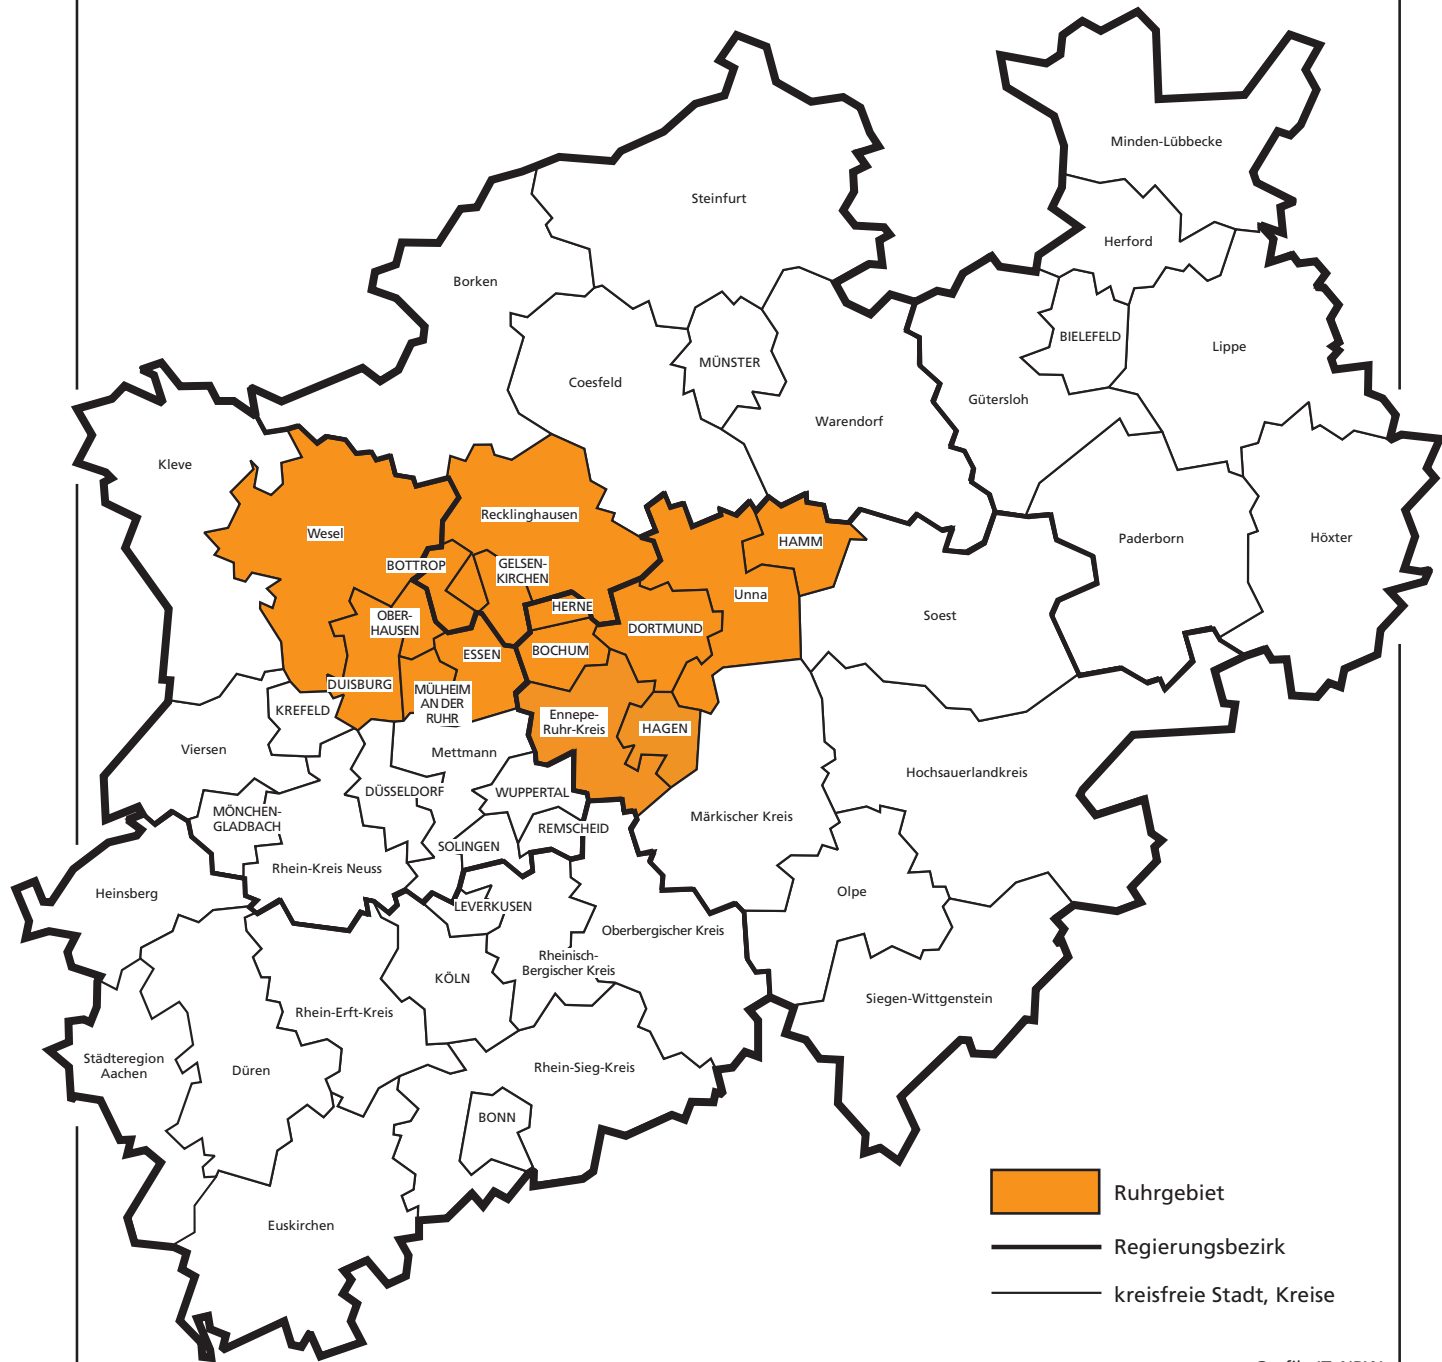 Minden-Lübbecke
Steinfurt
Herford
Borken
BIELEFELD
Lippe
MÜNSTER
Coesfeld
Gütersloh
Warendorf
Kleve
Recklinghausen
Wesel
HAMM
Paderborn
Höxter
BOTTROP
GELSEN-
KIRCHEN
Unna
HERNE
Soest
OBER-
HAUSEN
DORTMUND
ESSEN
BOCHUM
DUISBURG
MÜLHEIM
AN DER
RUHR
KREFELD
Ennepe-
Ruhr-Kreis
HAGEN
Viersen
Mettmann
Hochsauerlandkreis
DÜSSELDORF
WUPPERTAL
MÖNCHEN-
GLADBACH
Märkischer Kreis
REMSCHEID
SOLINGEN
Rhein-Kreis Neuss
Heinsberg
Olpe
LEVERKUSEN
Oberbergischer Kreis
Rheinisch-
Bergischer Kreis
KÖLN
Siegen-Wittgenstein
Rhein-Erft-Kreis
Städteregion
Aachen
Düren
Rhein-Sieg-Kreis
BONN
Euskirchen
Ruhrgebiet
Regierungsbezirk
kreisfreie Stadt, Kreise